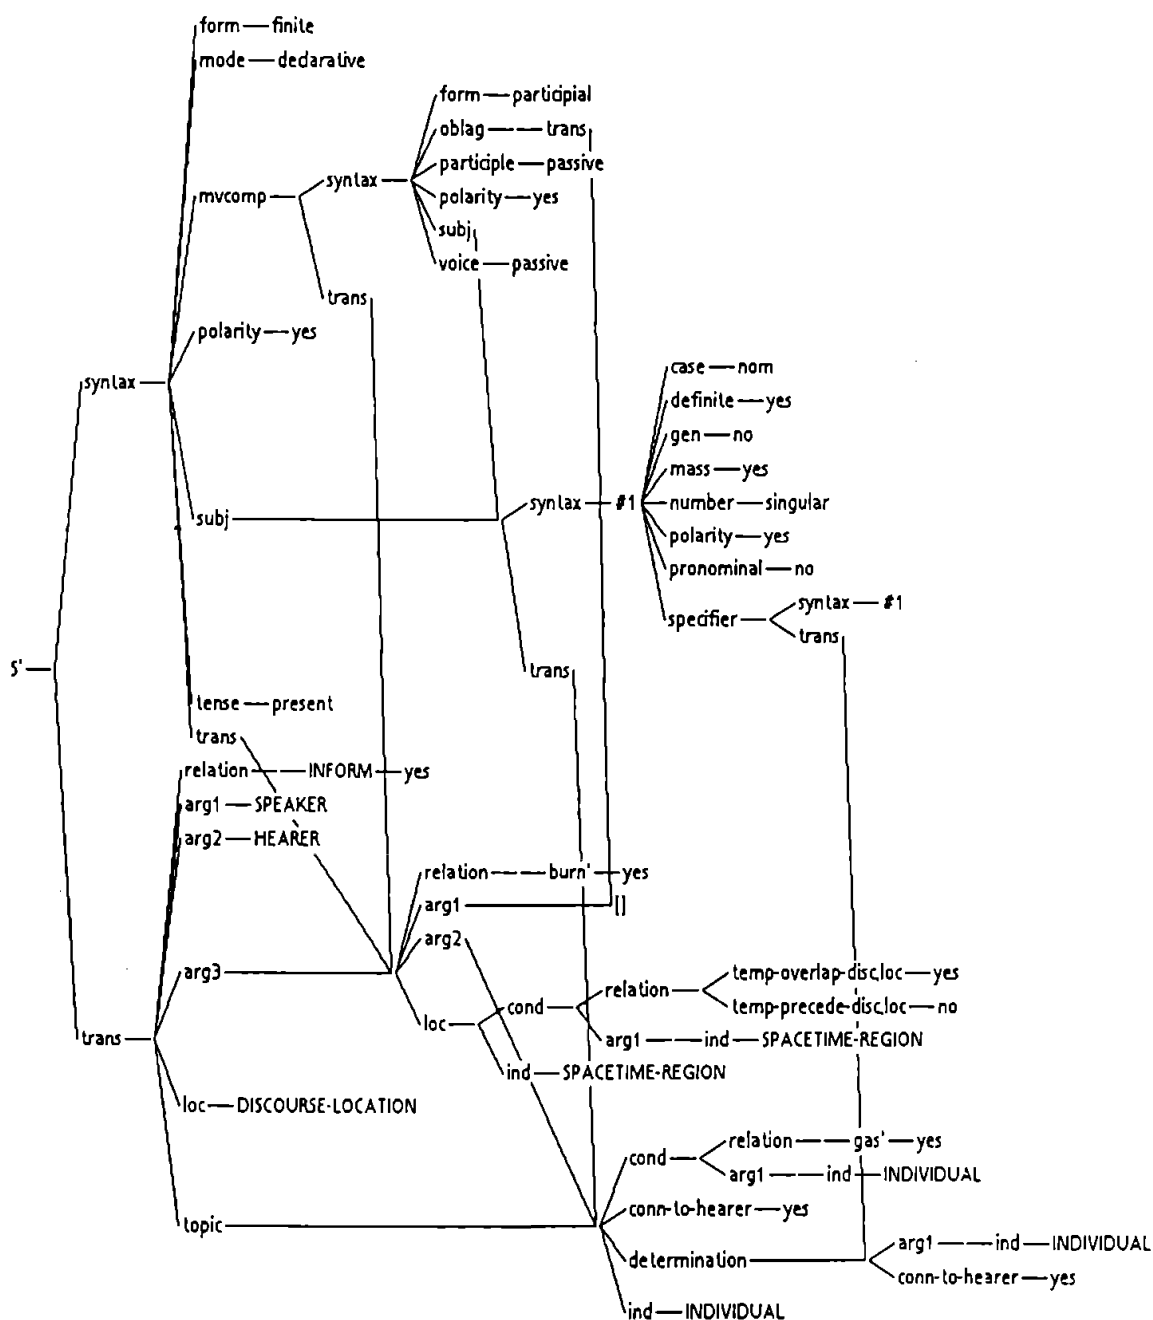 form finite
mode declarative
form participial
oblag trans
participle passive
syntax
mvcomp
polarity yes
subj
voice passive
trans
polarity yes
case nom
syntax
definite yes
gen no
mass yes
syntax #1 number singular
subj
polarity yes
pronominal no
syntax #1
specifier
trans
S'
trans
tense present
trans
relation INFORM yes
arg1 SPEAKER
arg2 HEARER
relation burn' yes
arg1 []
arg2
arg3
temp-overlap-disc.loc yes
relation
cond
temp-precede-disc.loc no
loc
trans
arg1 ind SPACETIME-REGION
ind SPACETIME-REGION
loc DISCOURSE-LOCATION
relation gas' yes
cond
arg1 ind INDIVIDUAL
conn-to-hearer yes
topic
arg1 ind INDIVIDUAL
determination
conn-to-hearer yes
ind INDIVIDUAL